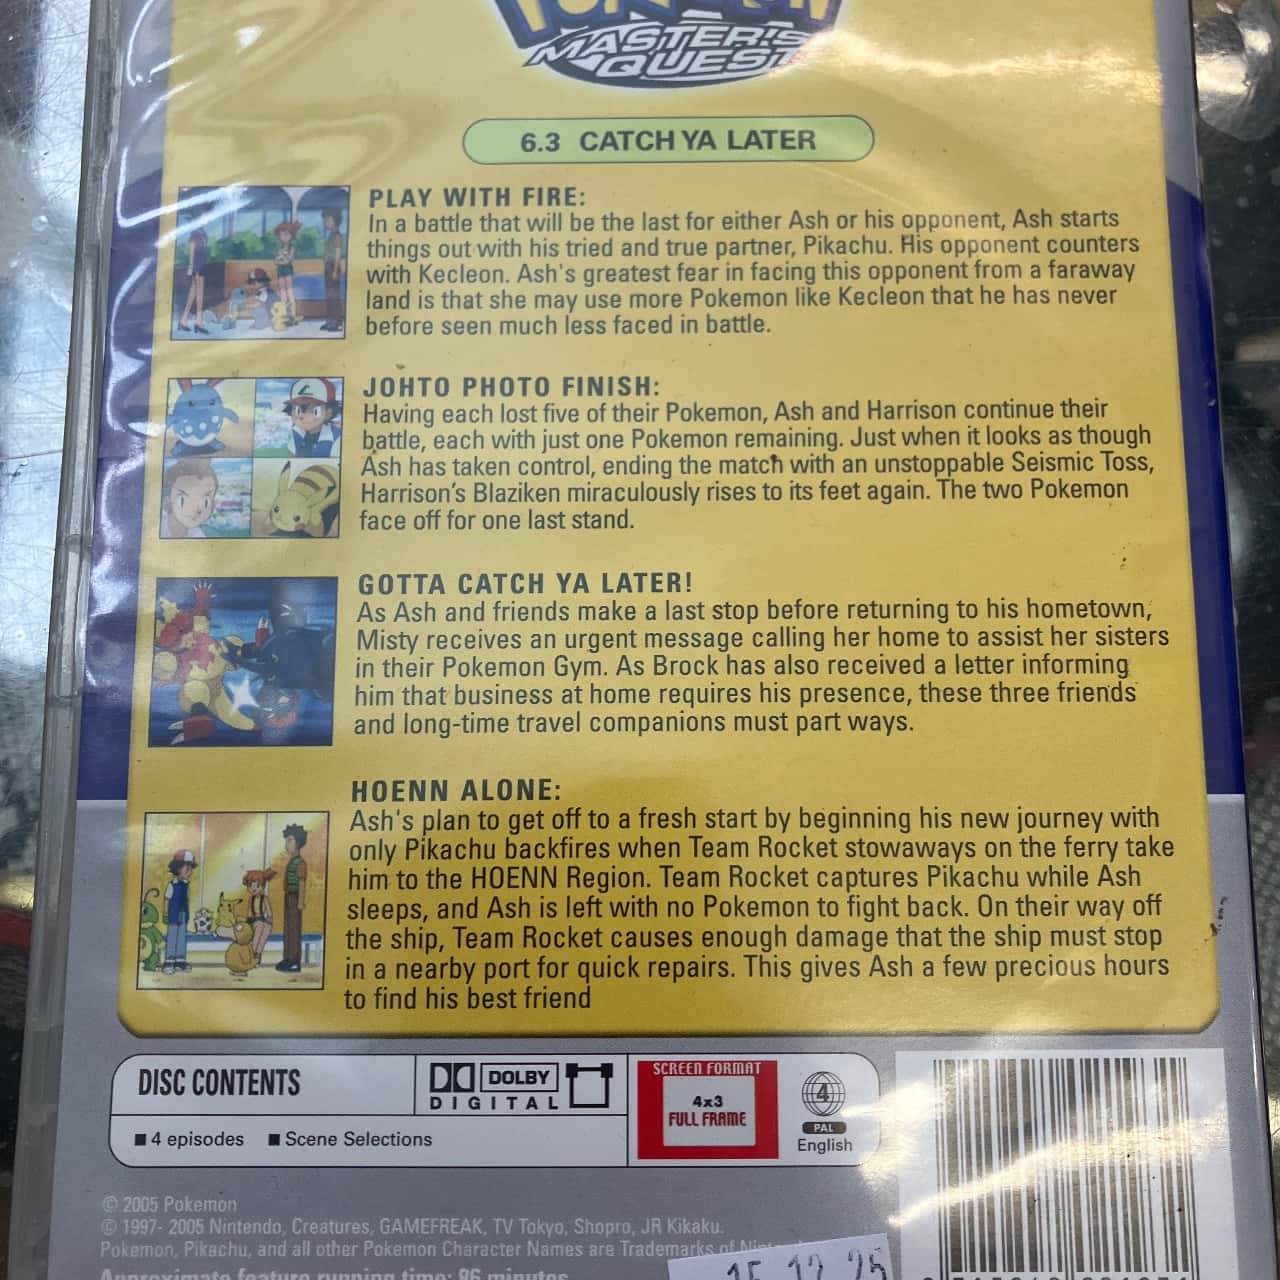 POKéMON
MASTER'S
QUEST
6.3 CATCH YA LATER
PLAY WITH FIRE:
In a battle that will be the last for either Ash or his opponent, Ash starts
things out with his tried and true partner, Pikachu. His opponent counters
with Kecleon. Ash's greatest fear in facing this opponent from a faraway
land is that she may use more Pokemon like Kecleon that he has never
before seen much less faced in battle.
JOHTO PHOTO FINISH:
Having each lost five of their Pokemon, Ash and Harrison continue their
battle, each with just one Pokemon remaining. Just when it looks as though
Ash has taken control, ending the match with an unstoppable Seismic Toss,
Harrison's Blaziken miraculously rises to its feet again. The two Pokemon
face off for one last stand.
GOTTA CATCH YA LATER!
As Ash and friends make a last stop before returning to his hometown,
Misty receives an urgent message calling her home to assist her sisters
in their Pokemon Gym. As Brock has also received a letter informing
him that business at home requires his presence, these three friends
and long-time travel companions must part ways.
HOENN ALONE:
Ash's plan to get off to a fresh start by beginning his new journey with
only Pikachu backfires when Team Rocket stowaways on the ferry take
him to the HOENN Region. Team Rocket captures Pikachu while Ash
sleeps, and Ash is left with no Pokemon to fight back. On their way off
the ship, Team Rocket causes enough damage that the ship must stop
in a nearby port for quick repairs. This gives Ash a few precious hours
to find his best friend
DISC CONTENTS
DOLBY
DIGITAL
■ 4 episodes ■ Scene Selections
SCREEN FORMAT
4x3
FULL FRAME
4
PAL
English
© 2005 Pokemon
© 1997- 2005 Nintendo, Creatures, GAMEFREAK, TV Tokyo, Shopro, JR Kikaku.
Pokemon, Pikachu, and all other Pokemon Character Names are Trademarks of
Approximate feature running time: 86 minutes
15.12.25